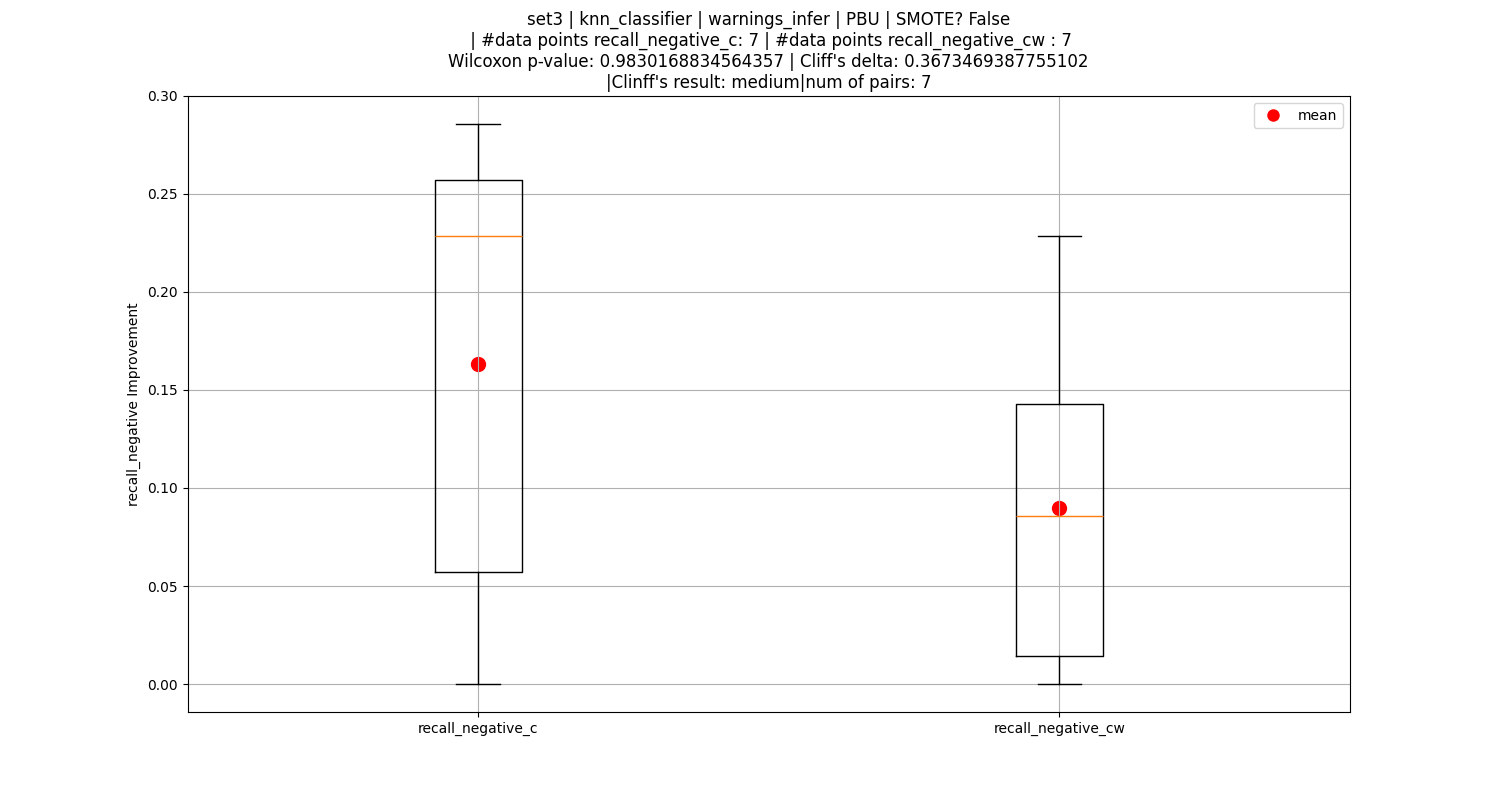 set3 | knn_classifier | warnings_infer | PBU | SMOTE? False
| #data points recall_negative_c: 7 | #data points recall_negative_cw : 7
Wilcoxon p-value: 0.9830168834564357 | Cliff's delta: 0.3673469387755102
|Clinff's result: medium|num of pairs: 7
mean
0.30
0.25
0.20
0.15
0.10
0.05
0.00
recall_negative Improvement
recall_negative_c
recall_negative_cw